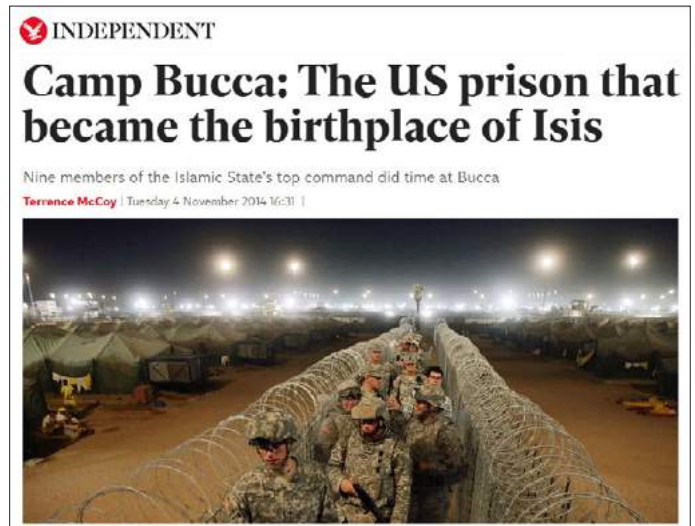 INDEPENDENT
Camp Bucca: The US prison that
became the birthplace of Isis
Nine members of the Islamic State's top command did time at Bucca
Terrence McCoy | Tuesday 4 November 2014 16:31 |